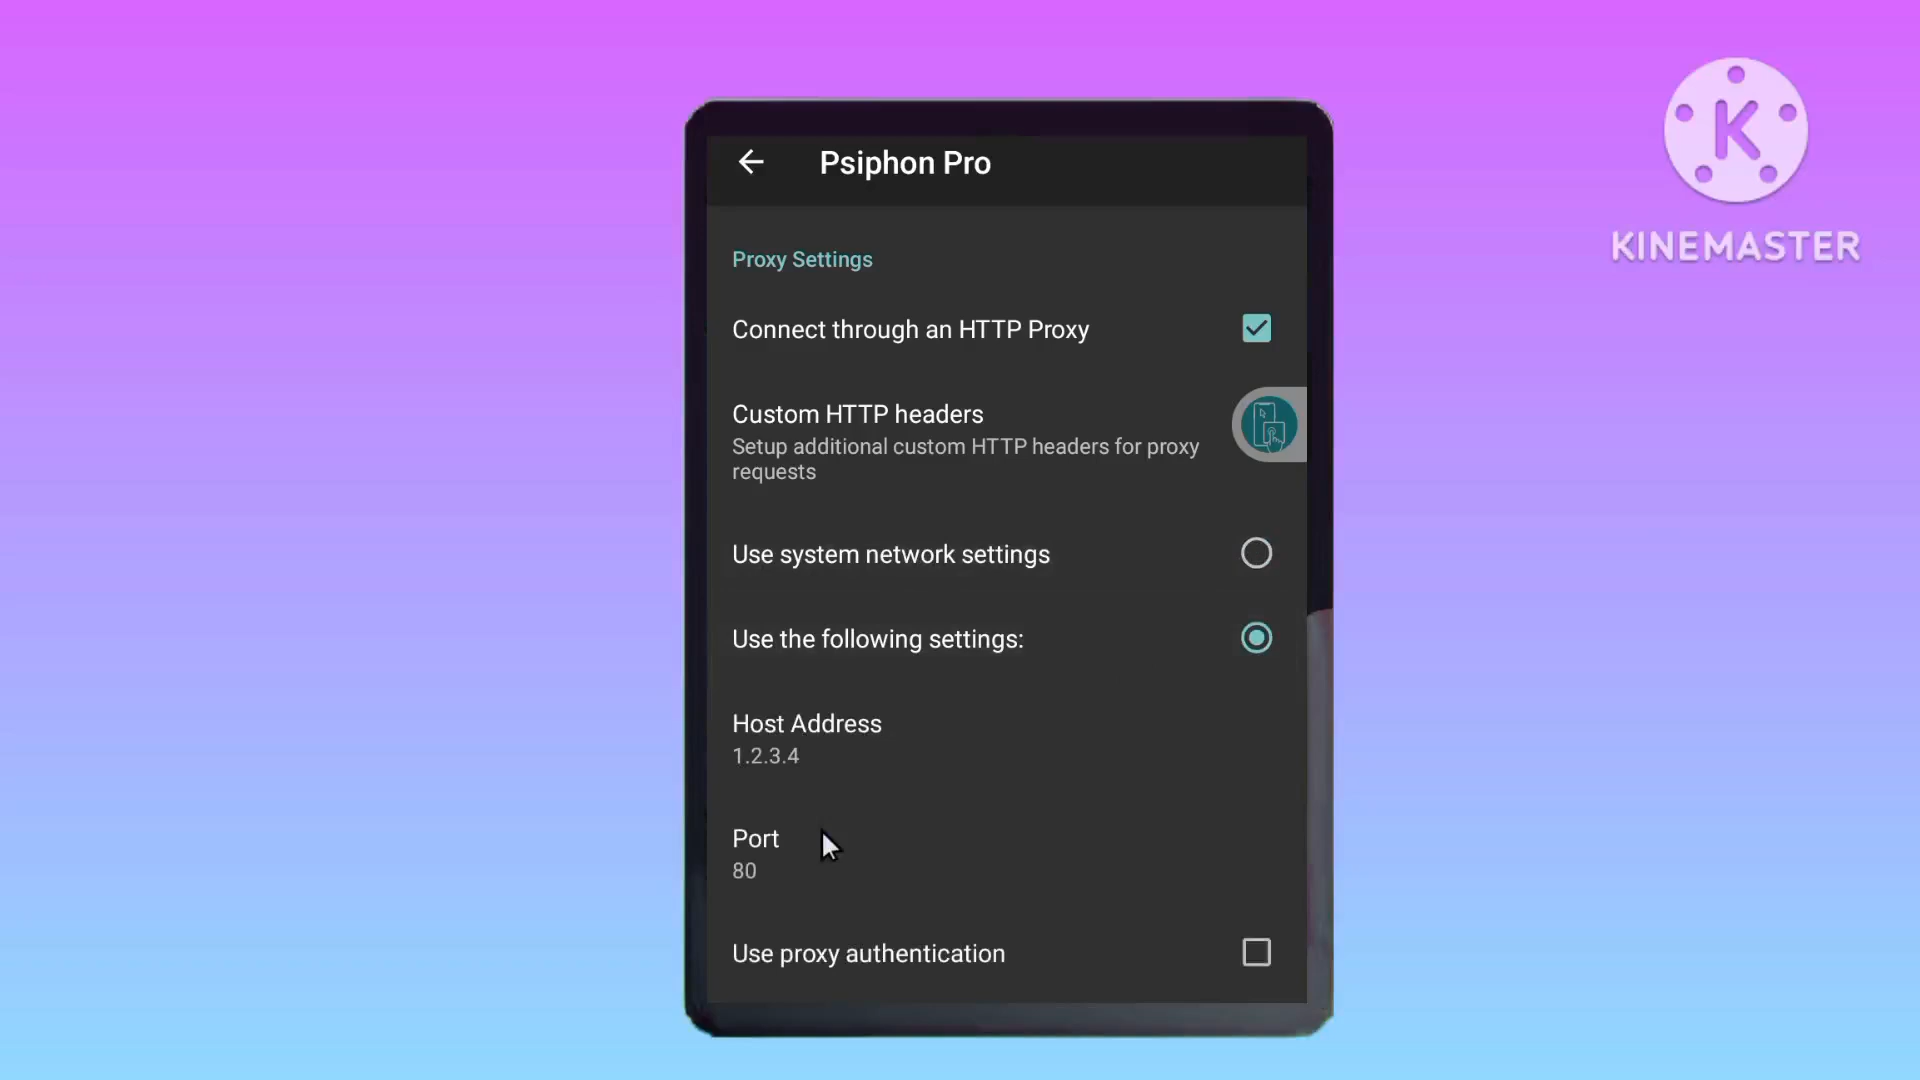 Psiphon Pro
KINEMASTER
Proxy Settings
Connect through an HTTP Proxy
Custom HTTP headers
Setup additional custom HTTP headers for proxy
requests
Use system network settings
Use the following settings:
Host Address
1.2.3.4
Port
80
Use proxy authentication